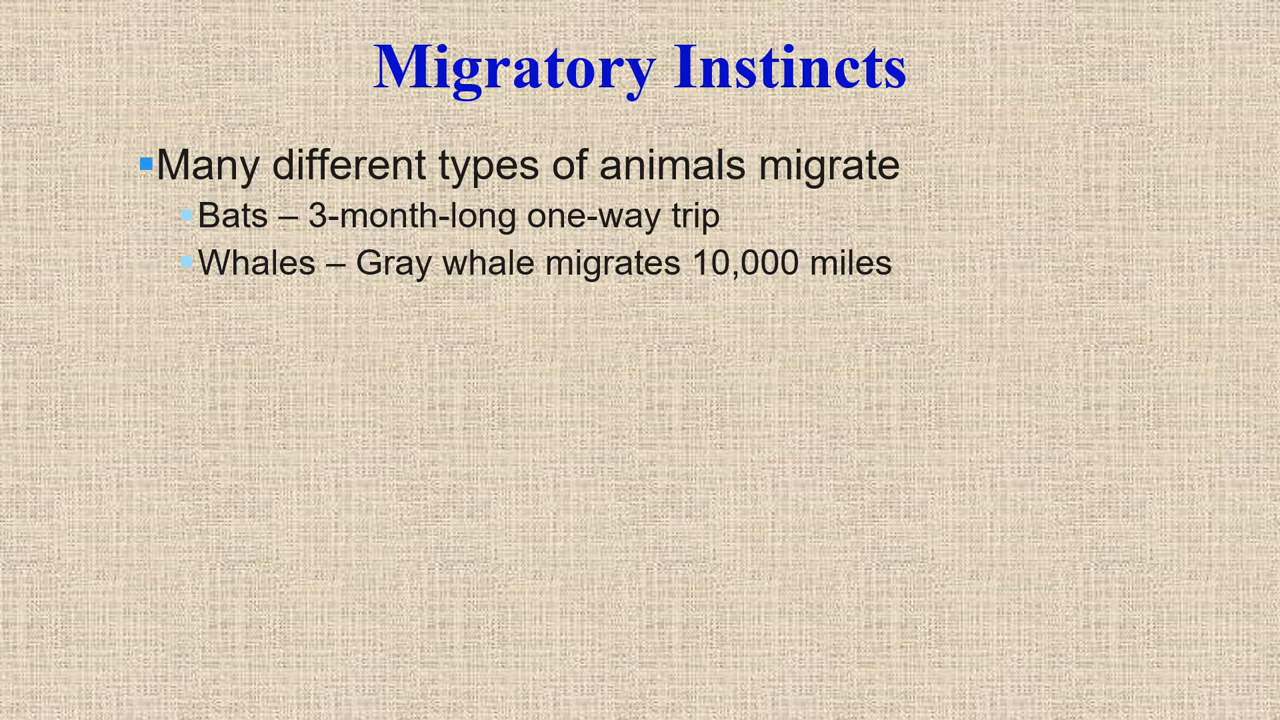 Migratory Instincts
▪Many different types of animals migrate
▪Bats – 3-month-long one-way trip
▪Whales – Gray whale migrates 10,000 miles